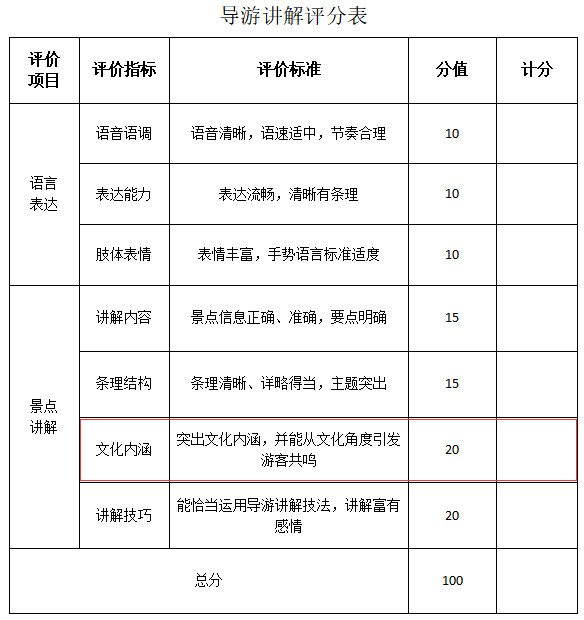 导游讲解评分表
评价
项目
评价指标
评价标准
分值
计分
语言
表达
语音语调
语音清晰，语速适中，节奏合理
10
表达能力
表达流畅，清晰有条理
10
肢体表情
表情丰富，手势语言标准适度
10
景点
讲解
讲解内容
景点信息正确、准确，要点明确
15
条理结构
条理清晰、详略得当，主题突出
15
文化内涵
突出文化内涵，并能从文化角度引发
游客共鸣
20
讲解技巧
能恰当运用导游讲解技法，讲解富有
感情
20
总分
100